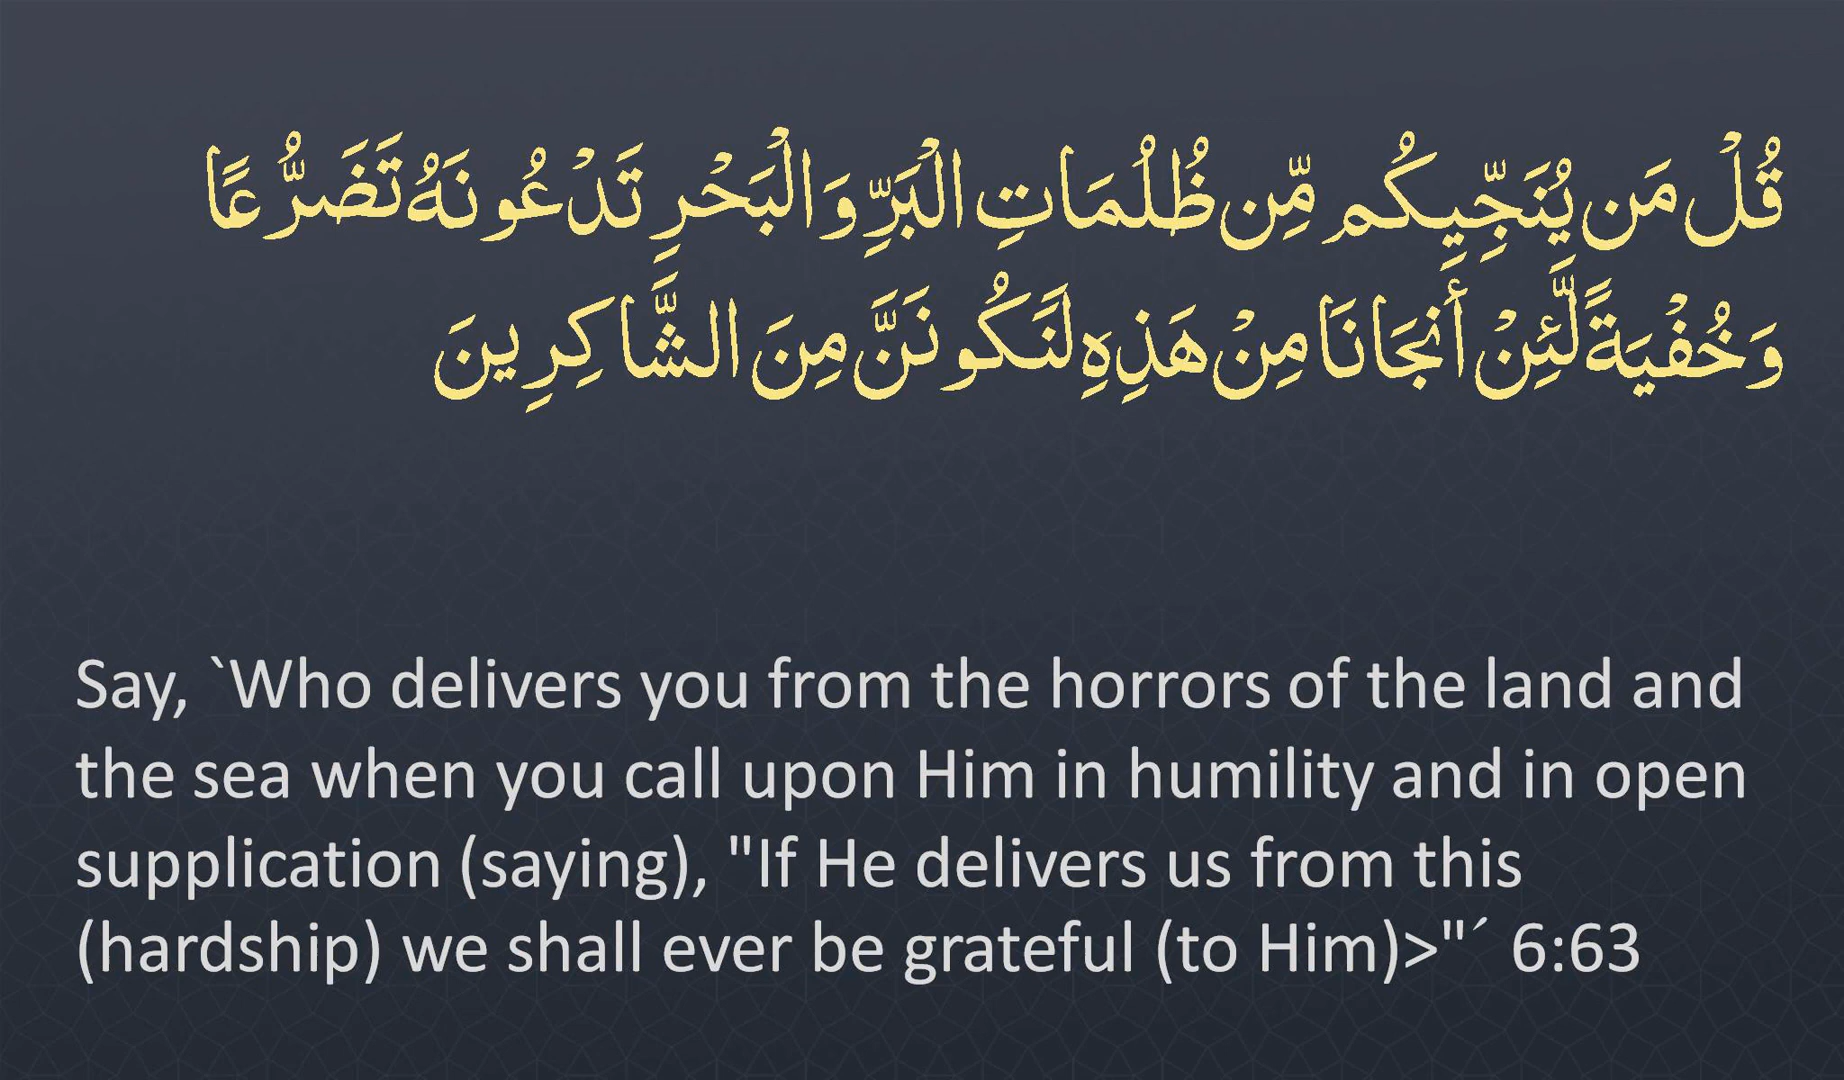 قُلْ مَن يُنَجِّيكُم مِّن ظُلُمَاتِ الْبَرِّ وَالْبَحْرِ تَدْعُونَهُ تَضَرُّعًا
وَخُفْيَةً لَّئِنْ أَنجَانَا مِنْ هَذِهِ لَنَكُونَنَّ مِنَ الشَّاكِرِينَ
Say, `Who delivers you from the horrors of the land and
the sea when you call upon Him in humility and in open
supplication (saying), "If He delivers us from this
(hardship) we shall ever be grateful (to Him)>"´ 6:63